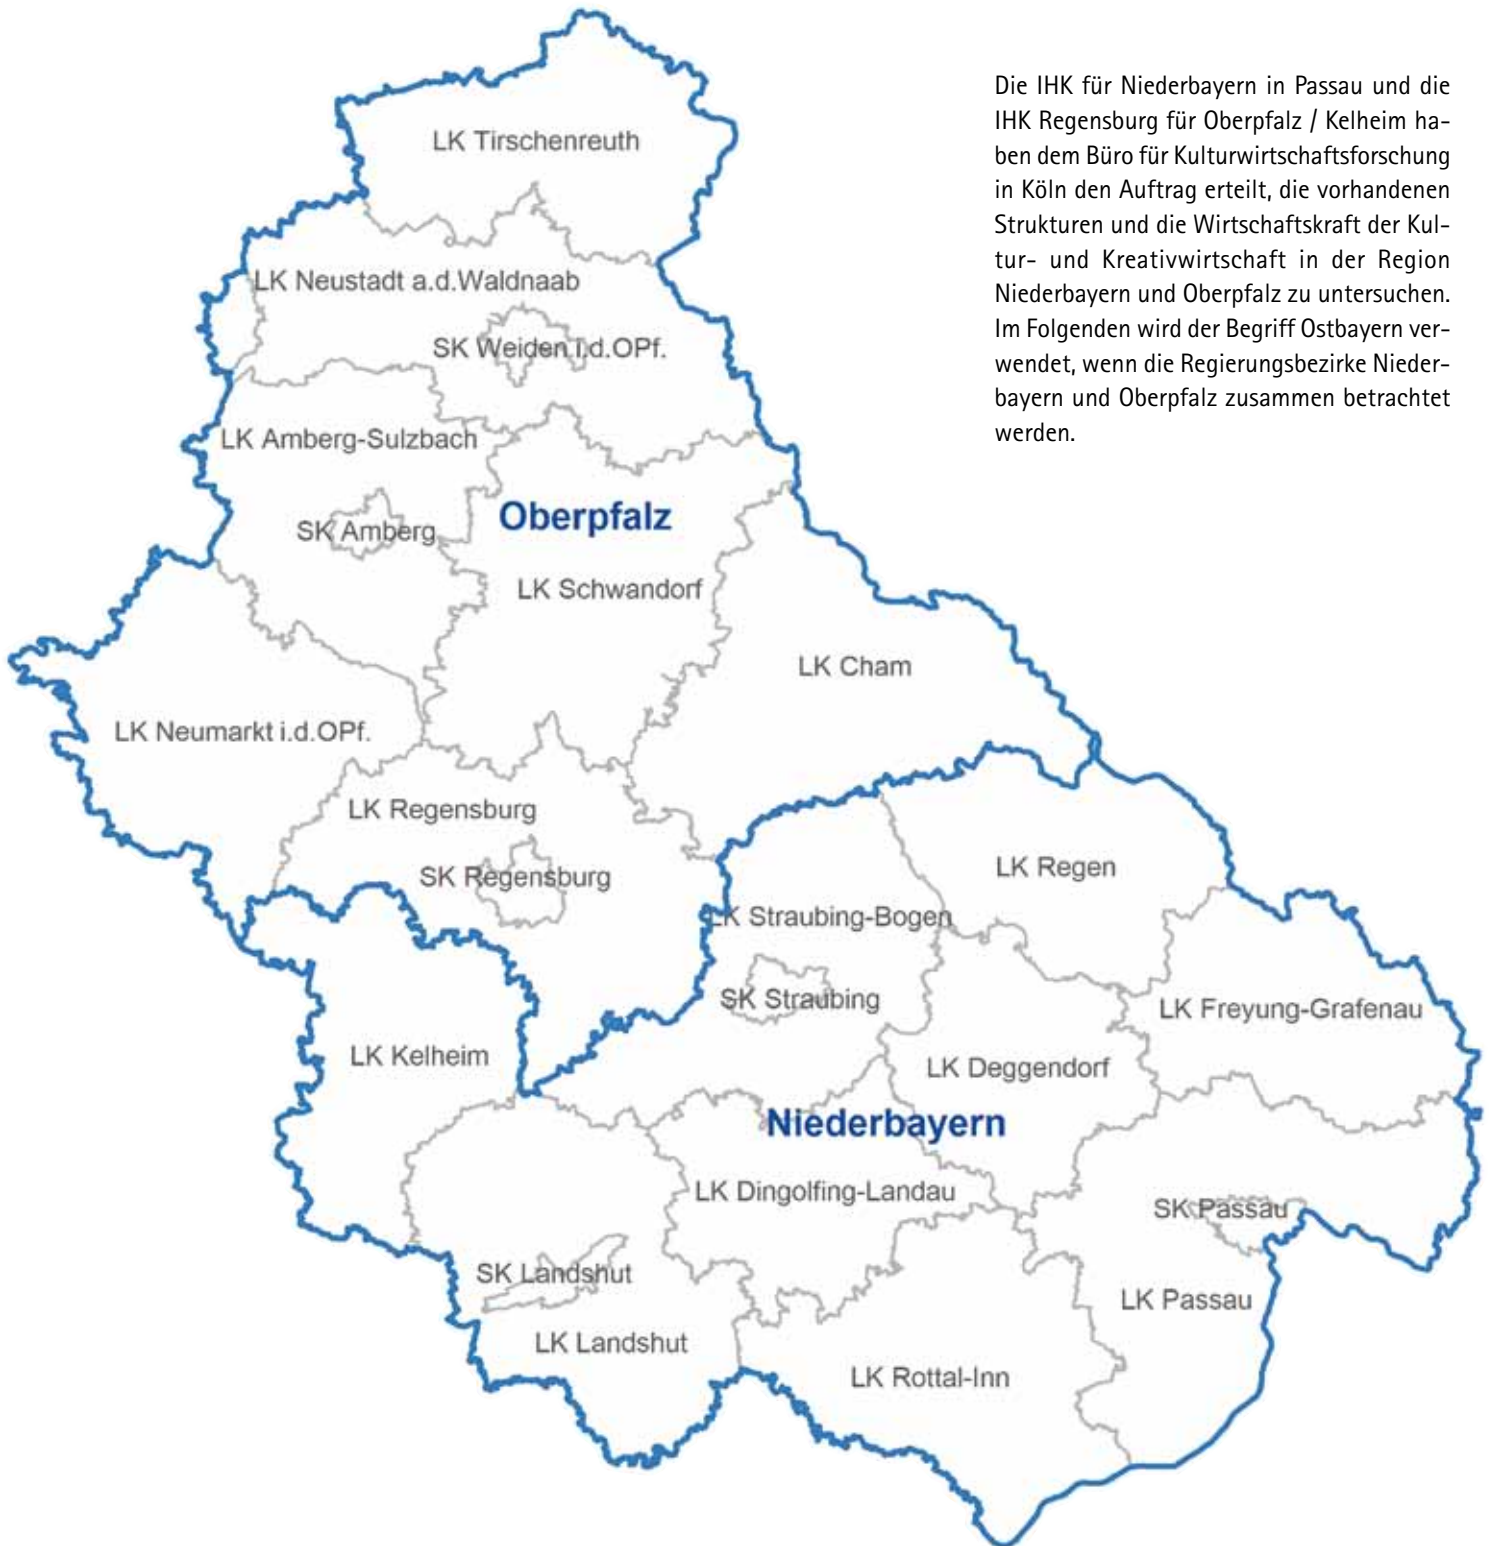 Die IHK für Niederbayern in Passau und die
IHK Regensburg für Oberpfalz / Kelheim ha-
ben dem Büro für Kulturwirtschaftsforschung
in Köln den Auftrag erteilt, die vorhandenen
Strukturen und die Wirtschaftskraft der Kul-
tur- und Kreativwirtschaft in der Region
Niederbayern und Oberpfalz zu untersuchen.
Im Folgenden wird der Begriff Ostbayern ver-
wendet, wenn die Regierungsbezirke Nieder-
bayern und Oberpfalz zusammen betrachtet
werden.
LK Tirschenreuth
LK Neustadt a.d.Waldnaab
SK Weiden i.d.OPf.
LK Amberg-Sulzbach
Oberpfalz
SK Amberg
LK Schwandorf
LK Cham
LK Neumarkt i.d.OPf.
LK Regensburg
SK Regensburg
LK Regen
LK Straubing-Bogen
SK Straubing
LK Freyung-Grafenau
LK Kelheim
LK Deggendorf
Niederbayern
LK Dingolfing-Landau
SK Passau
SK Landshut
LK Passau
LK Landshut
LK Rottal-Inn